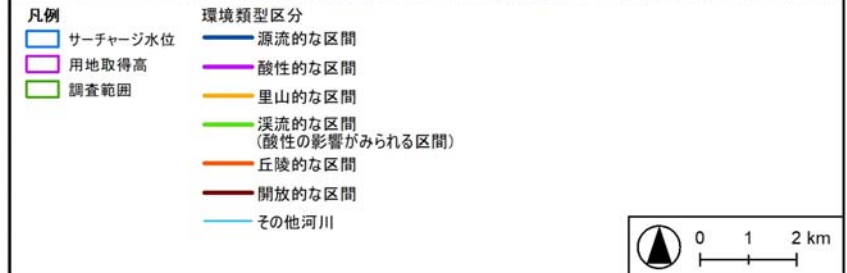 凡例
サーチャージ水位
用地取得高
調査範囲
環境類型区分
源流的な区間
酸性的な区間
里山的な区間
渓流的な区間
(酸性の影響がみられる区間)
丘陵的な区間
開放的な区間
その他河川
0 1 2 km